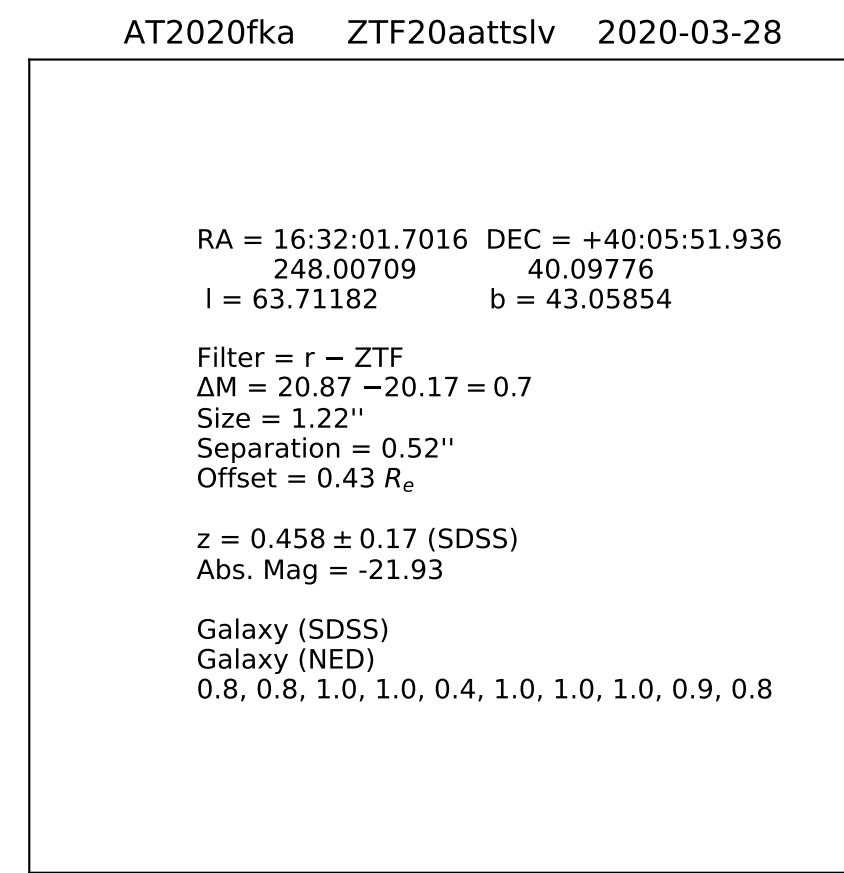 AT2020fka ZTF20aattslv 2020-03-28
RA = 16:32:01.7016 DEC = +40:05:51.936
248.00709 40.09776
l = 63.71182 b = 43.05854
Filter = r − ZTF
ΔM = 20.87 −20.17 = 0.7
Size = 1.22''
Separation = 0.52''
Offset = 0.43 Re
z = 0.458 ± 0.17 (SDSS)
Abs. Mag = -21.93
Galaxy (SDSS)
Galaxy (NED)
0.8, 0.8, 1.0, 1.0, 0.4, 1.0, 1.0, 1.0, 0.9, 0.8